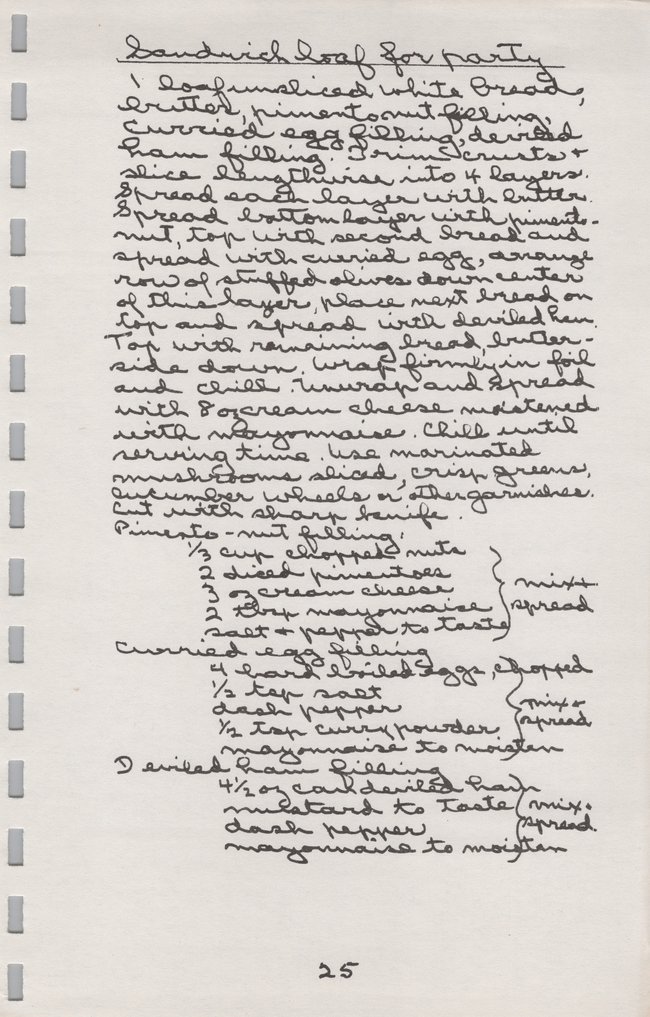 Sandwich loaf for party
1 loaf unsliced white bread,
butter, pimento nut filling,
curried egg filling, deviled
ham filling. Trim crusts +
slice lengthwise into 4 layers.
Spread each layer with butter.
Spread bottom layer with pimento-
nut, top with second bread and
spread with curried egg, arrange
row of stuffed olives down center
of this layer, place next bread on
top and spread with deviled ham.
Top with remaining bread, butter-
side down. Wrap firmly in foil
and chill. Unwrap and spread
with 8 oz cream cheese moistened
with mayonnaise. Chill until
serving time. Use marinated
mushrooms sliced, crisp greens,
cucumber wheels or other garnishes.
Cut with sharp knife.
Pimento-nut filling:
1/3 cup chopped nuts
2 diced pimentoes
3 oz cream cheese
2 tbsp mayonnaise
salt + pepper to taste
mix +
spread
Curried egg filling
4 hard boiled eggs, chopped
1/2 tsp salt
dash pepper
1/2 tsp curry powder
mayonnaise to moisten
mix +
spread
Deviled ham filling
4 1/2 oz can deviled ham
mustard to taste
dash pepper
mayonnaise to moisten
mix +
spread.
25